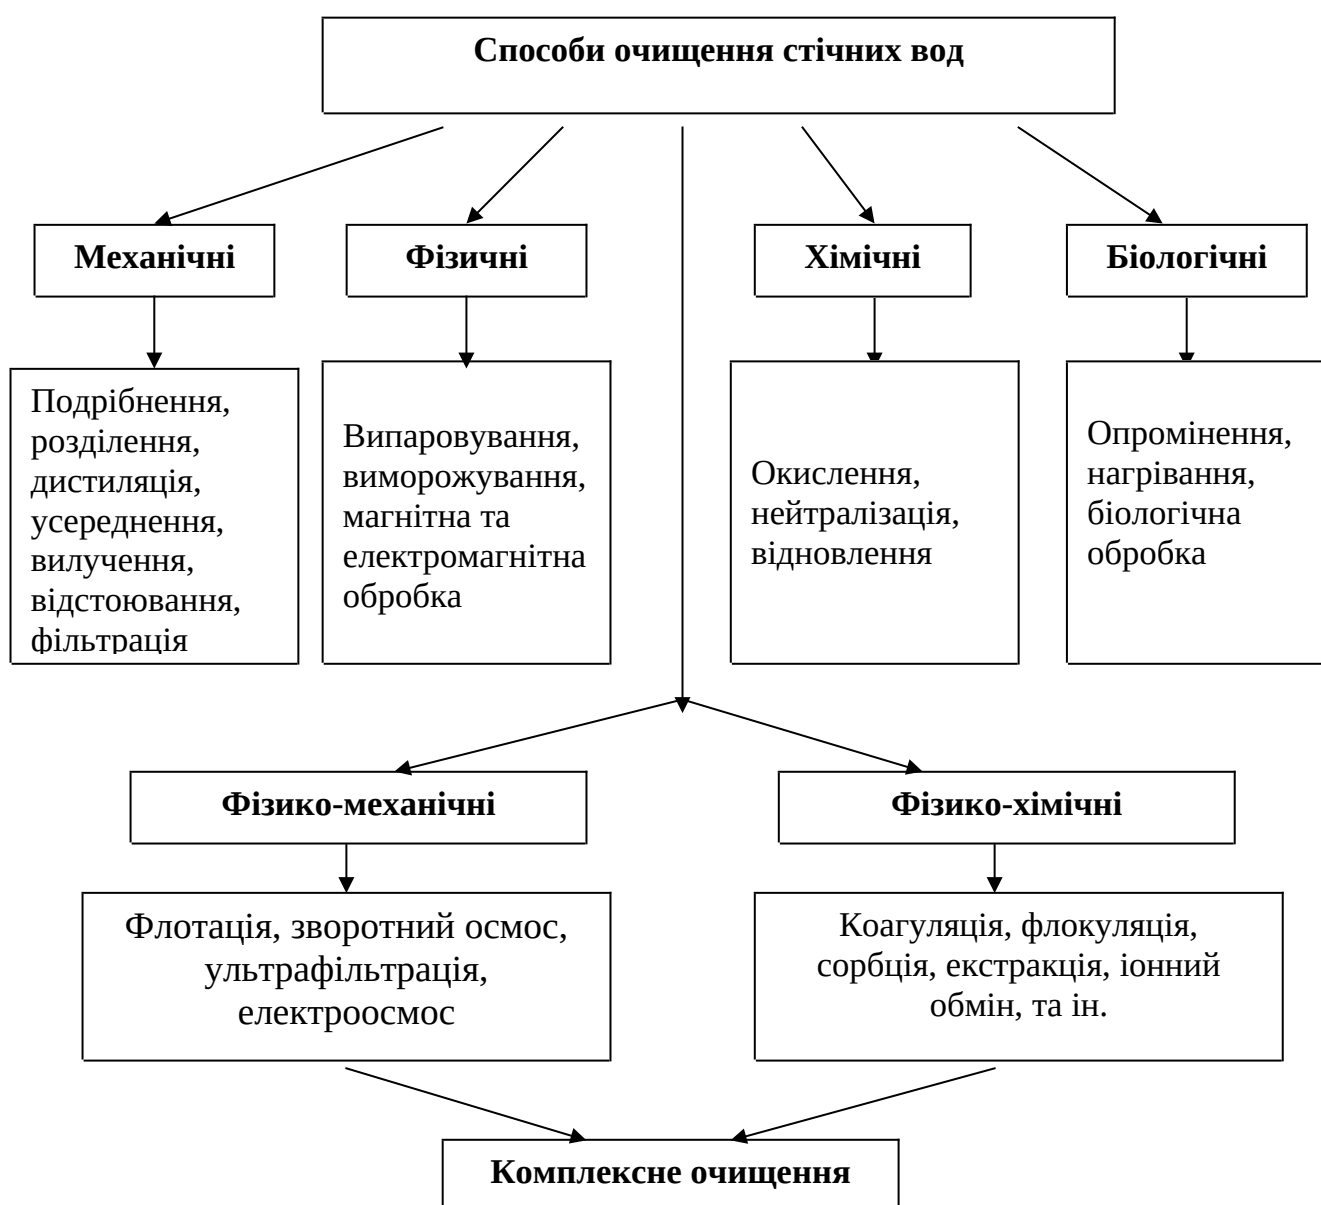 Способи очищення стічних вод
Механічні
Фізичні
Хімічні
Біологічні
Подрібнення,
розділення,
дистиляція,
усереднення,
вилучення,
відстоювання,
фільтрація
Випаровування,
виморожування,
магнітна та
електромагнітна
обробка
Окислення,
нейтралізація,
відновлення
Опромінення,
нагрівання,
біологічна
обробка
Фізико-механічні
Фізико-хімічні
Флотація, зворотний осмос,
ультрафільтрація,
електроосмос
Коагуляція, флокуляція,
сорбція, екстракція, іонний
обмін, та ін.
Комплексне очищення